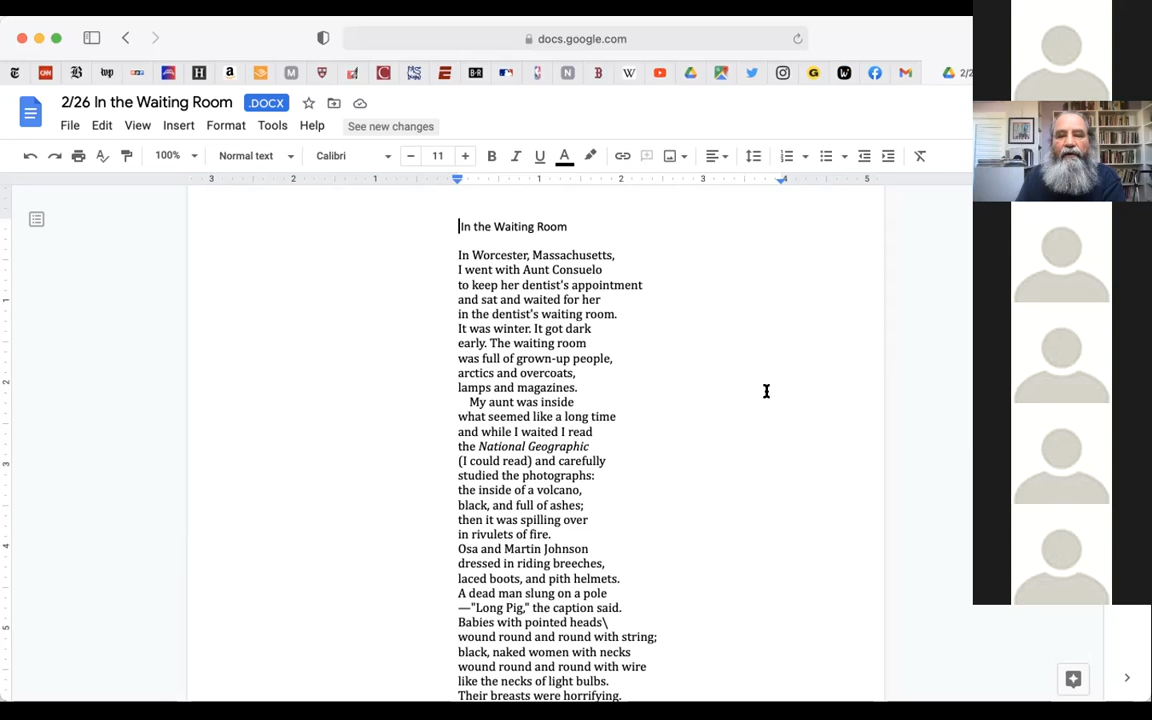 docs.google.com
2/26 In the Waiting Room .DOCX
File Edit View Insert Format Tools Help See new changes
100% Normal text Calibri 11
3 2 1 1 2 3 4 5
In the Waiting Room
In Worcester, Massachusetts,
I went with Aunt Consuelo
to keep her dentist's appointment
and sat and waited for her
in the dentist's waiting room.
It was winter. It got dark
early. The waiting room
was full of grown-up people,
arctics and overcoats,
lamps and magazines.
My aunt was inside
what seemed like a long time
and while I waited I read
the National Geographic
(I could read) and carefully
studied the photographs:
the inside of a volcano,
black, and full of ashes;
then it was spilling over
in rivulets of fire.
Osa and Martin Johnson
dressed in riding breeches,
laced boots, and pith helmets.
A dead man slung on a pole
—"Long Pig," the caption said.
Babies with pointed heads\
wound round and round with string;
black, naked women with necks
wound round and round with wire
like the necks of light bulbs.
Their breasts were horrifying.